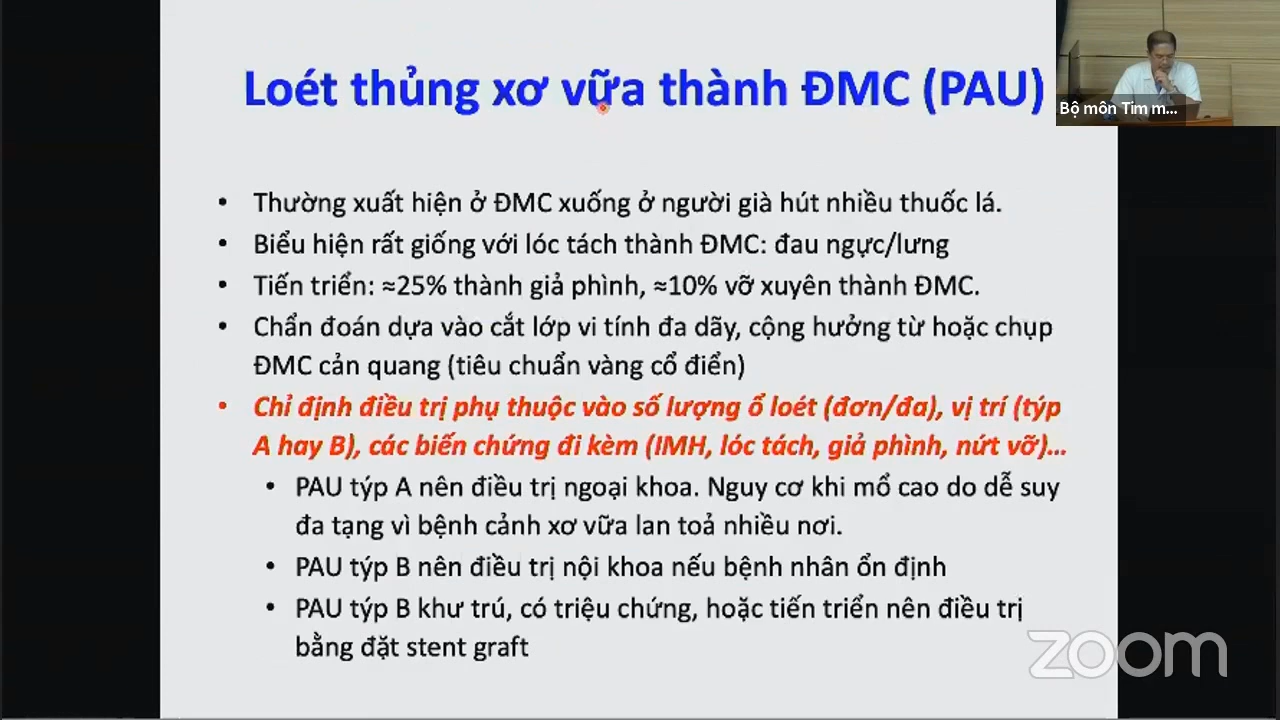 Loét thủng xơ vữa thành ĐMC (PAU)
Bộ môn Tim m...
• Thường xuất hiện ở ĐMC xuống ở người già hút nhiều thuốc lá.
• Biểu hiện rất giống với lóc tách thành ĐMC: đau ngực/lưng
• Tiến triển: ≈25% thành giả phình, ≈10% vỡ xuyên thành ĐMC.
• Chẩn đoán dựa vào cắt lớp vi tính đa dãy, cộng hưởng từ hoặc chụp
ĐMC cản quang (tiêu chuẩn vàng cổ điển)
• Chỉ định điều trị phụ thuộc vào số lượng ổ loét (đơn/đa), vị trí (týp
A hay B), các biến chứng đi kèm (IMH, lóc tách, giả phình, nứt vỡ)...
• PAU týp A nên điều trị ngoại khoa. Nguy cơ khi mổ cao do dễ suy
đa tạng vì bệnh cảnh xơ vữa lan toả nhiều nơi.
• PAU týp B nên điều trị nội khoa nếu bệnh nhân ổn định
• PAU týp B khư trú, có triệu chứng, hoặc tiến triển nên điều trị
bằng đặt stent graft
zoom